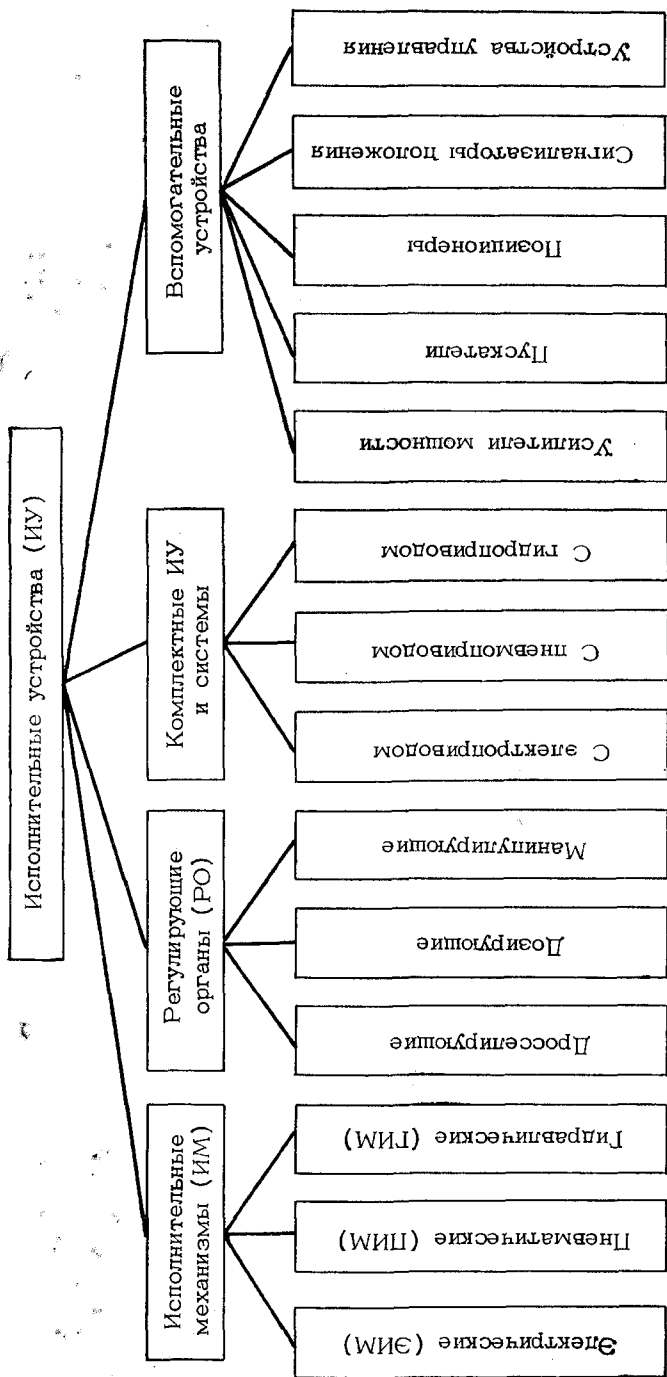 Исполнительные устройства (ИУ)
Исполнительные
механизмы (ИМ)
Регулирующие
органы (РО)
Комплектные ИУ
и системы
Вспомогательные
устройства
Электрические (ЭИМ)
Пневматические (ПИМ)
Гидравлические (ГИМ)
Дросселирующие
Дозирующие
Манипулирующие
С электроприводом
С пневмоприводом
С гидроприводом
Усилители мощности
Пускатели
Позиционеры
Сигнализаторы положения
Устройства управления